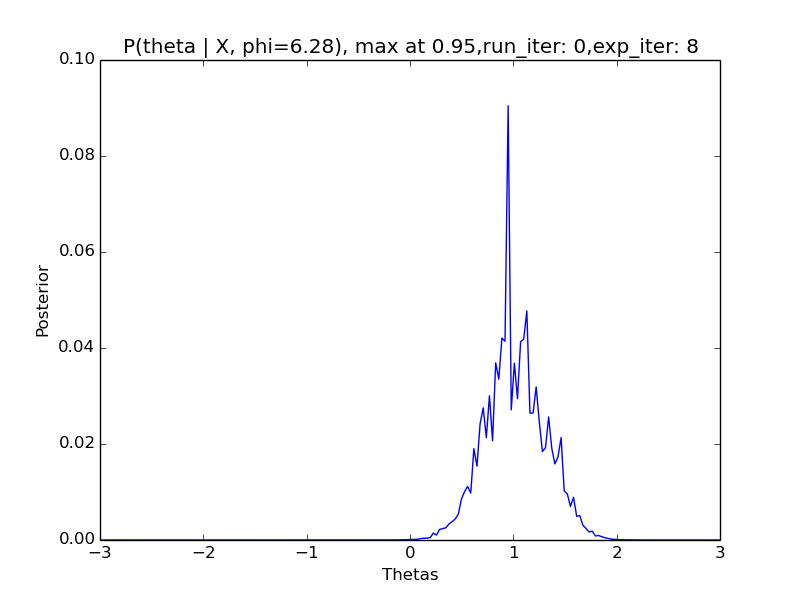 P(theta | X, phi=6.28), max at 0.95,run_iter: 0,exp_iter: 8
0.10
0.08
0.06
0.04
0.02
0.00
Posterior
−3 −2 −1 0 1 2 3
Thetas